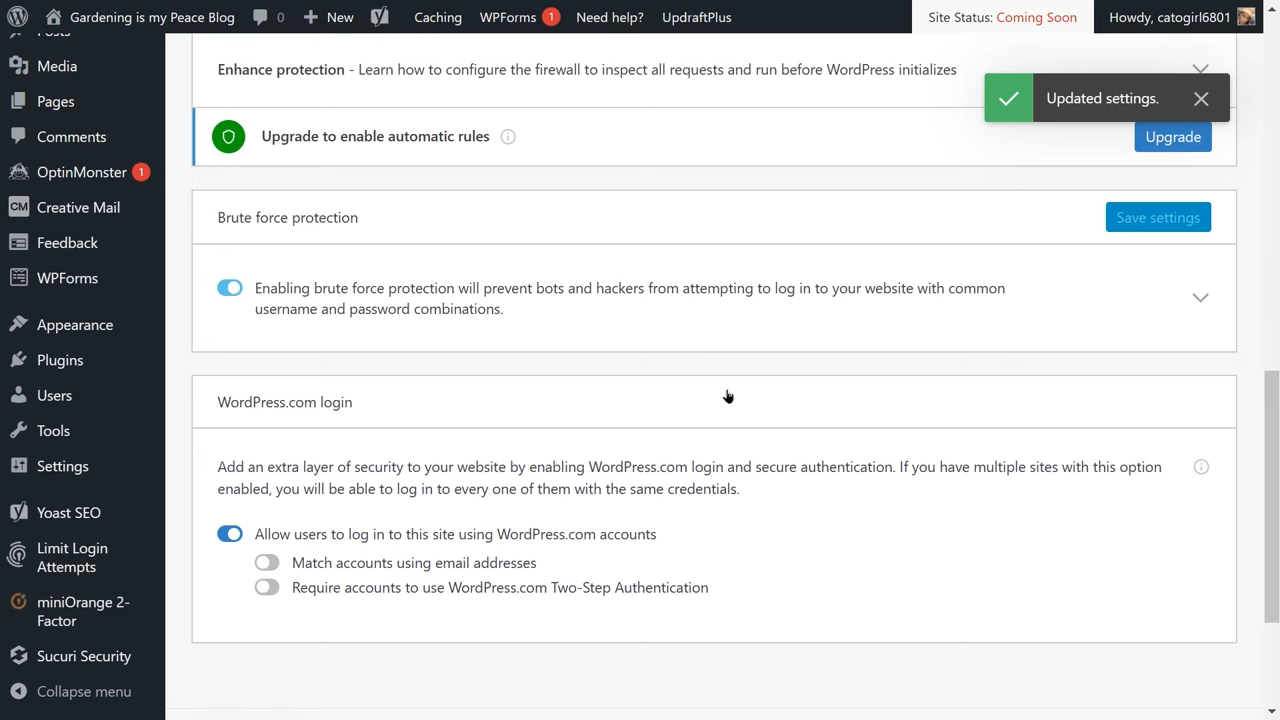 Gardening is my Peace Blog
0
New
Caching
WPForms 1
Need help?
UpdraftPlus
Site Status: Coming Soon
Howdy, catogirl6801
Posts
Media
Pages
Comments
OptinMonster 1
CM Creative Mail
Feedback
WPForms
Appearance
Plugins
Users
Tools
Settings
Yoast SEO
Limit Login
Attempts
miniOrange 2-
Factor
Sucuri Security
Collapse menu
Enhance protection - Learn how to configure the firewall to inspect all requests and run before WordPress initializes
Updated settings.
Upgrade to enable automatic rules
Upgrade
Brute force protection
Save settings
Enabling brute force protection will prevent bots and hackers from attempting to log in to your website with common
username and password combinations.
WordPress.com login
Add an extra layer of security to your website by enabling WordPress.com login and secure authentication. If you have multiple sites with this option
enabled, you will be able to log in to every one of them with the same credentials.
Allow users to log in to this site using WordPress.com accounts
Match accounts using email addresses
Require accounts to use WordPress.com Two-Step Authentication